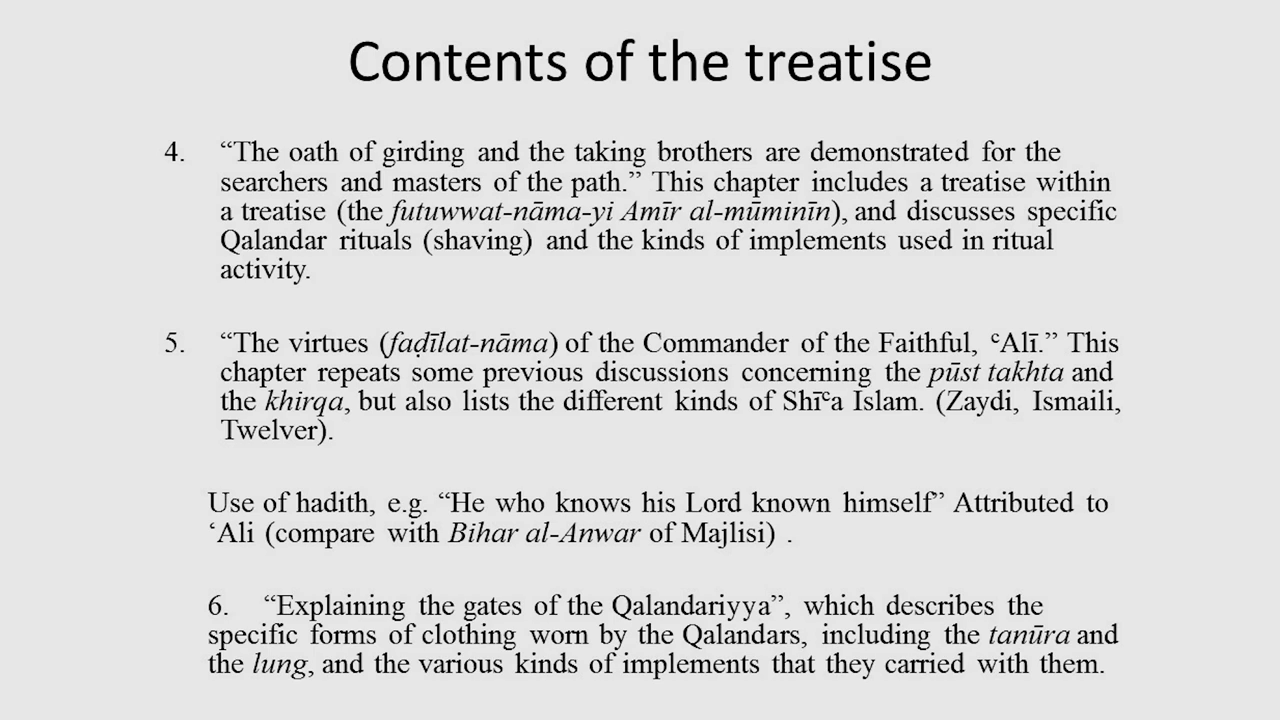 Contents of the treatise
4. “The oath of girding and the taking brothers are demonstrated for the
searchers and masters of the path.” This chapter includes a treatise within
a treatise (the futuwwat-nāma-yi Amīr al-mūminīn), and discusses specific
Qalandar rituals (shaving) and the kinds of implements used in ritual
activity.
5. “The virtues (faḍīlat-nāma) of the Commander of the Faithful, ᶜAlī.” This
chapter repeats some previous discussions concerning the pūst takhta and
the khirqa, but also lists the different kinds of Shīᶜa Islam. (Zaydi, Ismaili,
Twelver).
Use of hadith, e.g. “He who knows his Lord known himself” Attributed to
‘Ali (compare with Bihar al-Anwar of Majlisi) .
6. “Explaining the gates of the Qalandariyya”, which describes the
specific forms of clothing worn by the Qalandars, including the tanūra and
the lung, and the various kinds of implements that they carried with them.